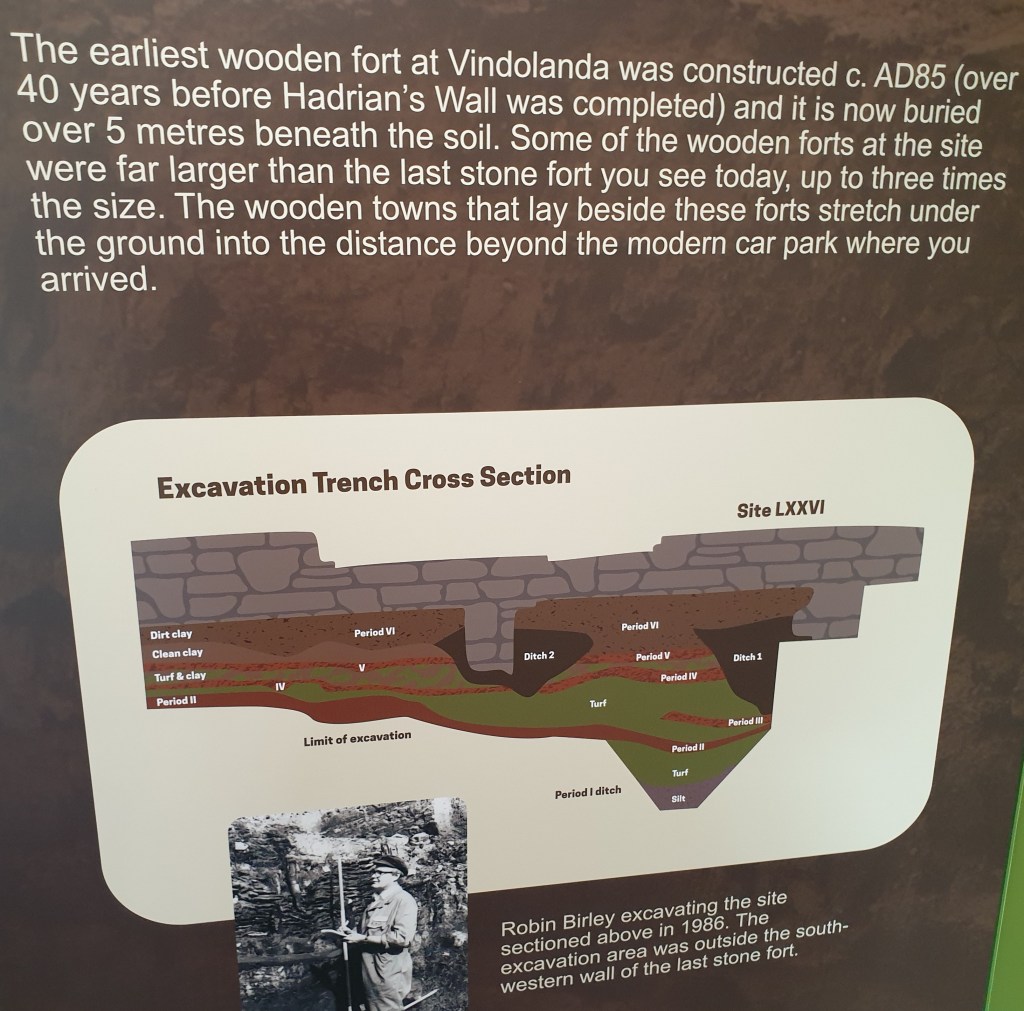 The earliest wooden fort at Vindolanda was constructed c. AD85 (over
40 years before Hadrian's Wall was completed) and it is now buried
over 5 metres beneath the soil. Some of the wooden forts at the site
were far larger than the last stone fort you see today, up to three times
the size. The wooden towns that lay beside these forts stretch under
the ground into the distance beyond the modern car park where you
arrived.
Excavation Trench Cross Section
Site LXXVI
Dirt clay
Period VI
Period VI
Clean clay
Ditch 2
Period V
Ditch 1
V
Turf & clay
Period IV
IV
Period II
Turf
Period III
Limit of excavation
Period II
Turf
Period I ditch
Silt
Robin Birley excavating the site
sectioned above in 1986. The
excavation area was outside the south-
western wall of the last stone fort.